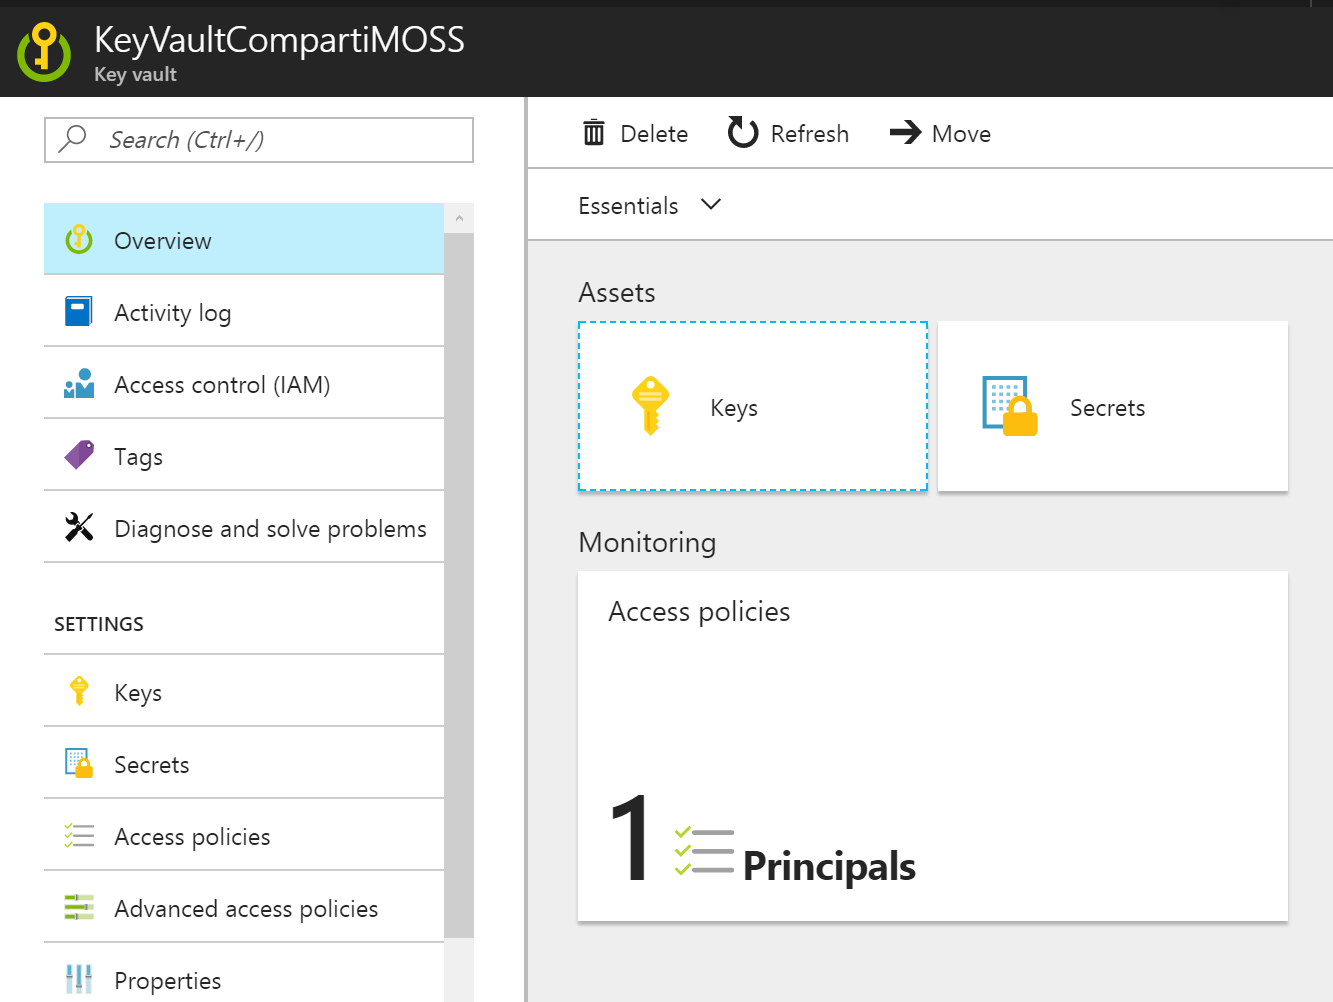 KeyVaultCompartiMOSS
Key vault
Search (Ctrl+/)
Overview
Activity log
Access control (IAM)
Tags
Diagnose and solve problems
SETTINGS
Keys
Secrets
Access policies
Advanced access policies
Properties
Delete Refresh Move
Essentials
Assets
Keys Secrets
Monitoring
Access policies
1 Principals